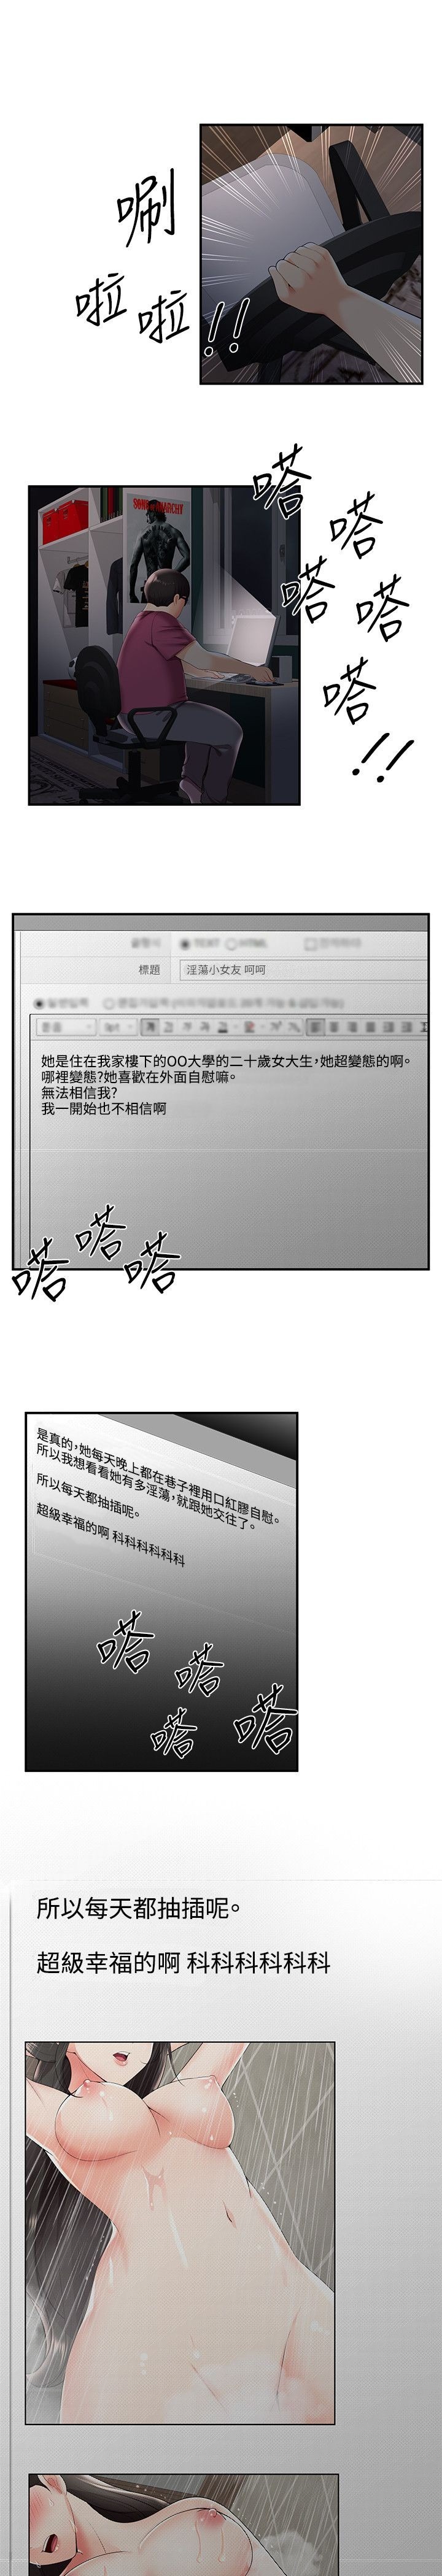 唰
啦
啦
!!
SONS OF ANARCHY
嗒
嗒
嗒
嗒
嗒
!!
TEXT HTML
標題 淫蕩小女友 呵呵
她是住在我家樓下的OO大學的二十歲女大生，她超變態的啊。
哪裡變態?她喜歡在外面自慰嘛。
無法相信我?
我一開始也不相信啊
嗒
嗒
嗒
是真的，她每天晚上都在巷子裡用口紅膠自慰。
所以我想看看她有多淫蕩，就跟她交往了。
所以每天都抽插呢。
超級幸福的啊 科科科科科科
嗒
嗒
嗒
嗒
所以每天都抽插呢。
超級幸福的啊 科科科科科科